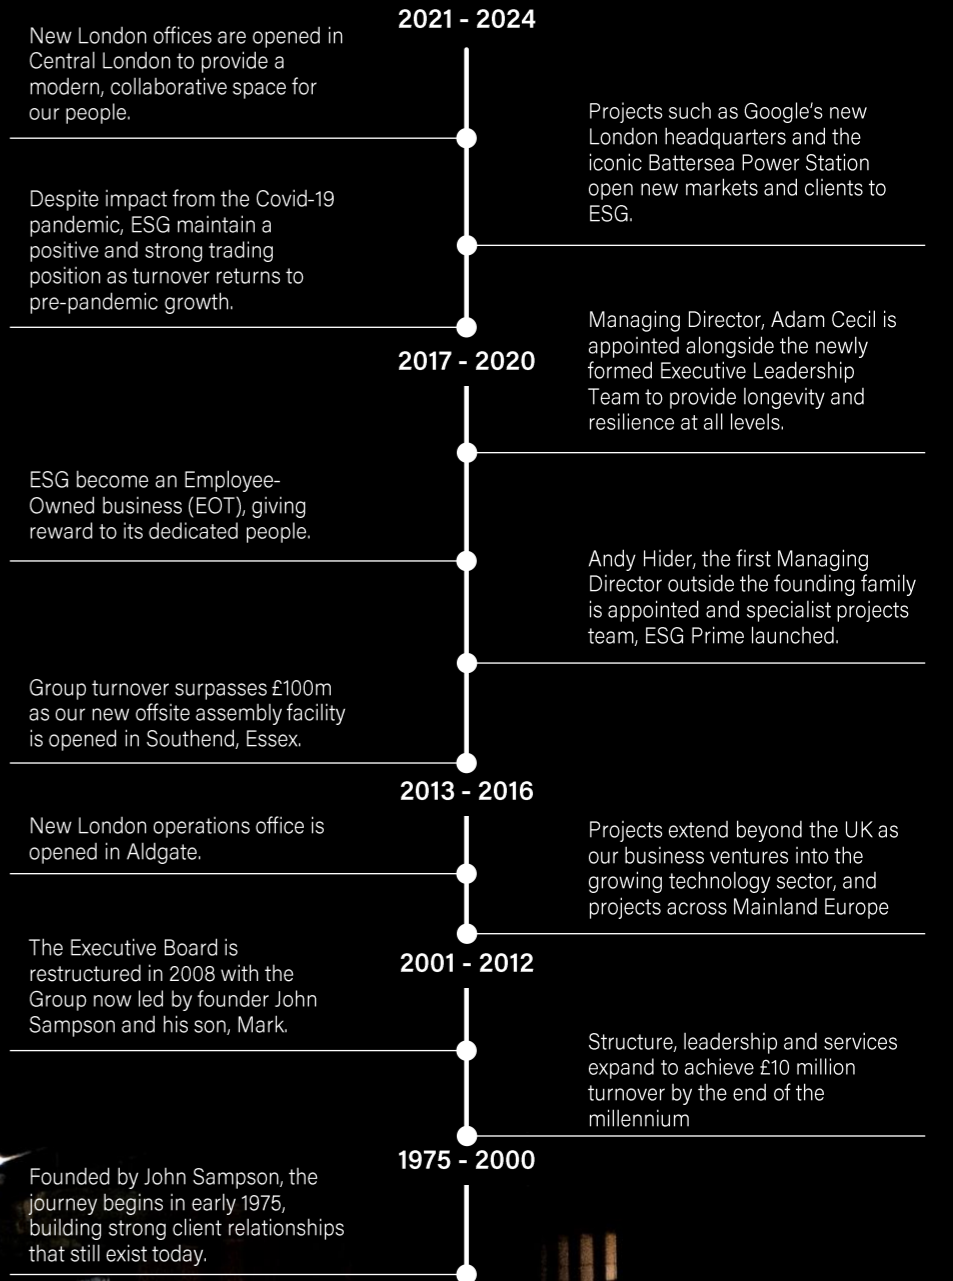 2021 - 2024
New London offices are opened in
Central London to provide a
modern, collaborative space for
our people.
Projects such as Google's new
London headquarters and the
iconic Battersea Power Station
open new markets and clients to
ESG.
Despite impact from the Covid-19
pandemic, ESG maintain a
positive and strong trading
position as turnover returns to
pre-pandemic growth.
2017 - 2020
Managing Director, Adam Cecil is
appointed alongside the newly
formed Executive Leadership
Team to provide longevity and
resilience at all levels.
ESG become an Employee-
Owned business (EOT), giving
reward to its dedicated people.
Andy Hider, the first Managing
Director outside the founding family
is appointed and specialist projects
team, ESG Prime launched.
Group turnover surpasses £100m
as our new offsite assembly facility
is opened in Southend, Essex.
2013 - 2016
New London operations office is
opened in Aldgate.
Projects extend beyond the UK as
our business ventures into the
growing technology sector, and
projects across Mainland Europe
2001 - 2012
The Executive Board is
restructured in 2008 with the
Group now led by founder John
Sampson and his son, Mark.
Structure, leadership and services
expand to achieve £10 million
turnover by the end of the
millennium
1975 - 2000
Founded by John Sampson, the
journey begins in early 1975,
building strong client relationships
that still exist today.